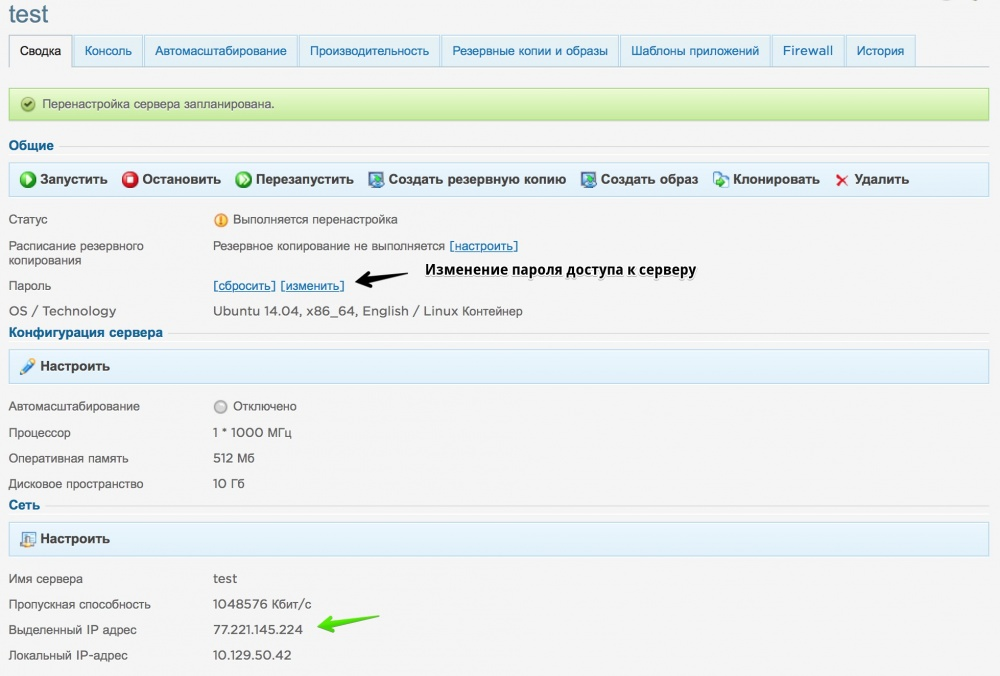 test
Сводка Консоль Автомасштабирование Производительность Резервные копии и образы Шаблоны приложений Firewall История
Перенастройка сервера запланирована.
Общие
Запустить Остановить Перезапустить Создать резервную копию Создать образ Клонировать Удалить
Статус Выполняется перенастройка
Расписание резервного копирования Резервное копирование не выполняется [настроить]
Пароль [сбросить] [изменить] Изменение пароля доступа к серверу
OS / Technology Ubuntu 14.04, x86_64, English / Linux Контейнер
Конфигурация сервера
Настроить
Автомасштабирование Отключено
Процессор 1 * 1000 МГц
Оперативная память 512 Мб
Дисковое пространство 10 Гб
Сеть
Настроить
Имя сервера test
Пропускная способность 1048576 Кбит/с
Выделенный IP адрес 77.221.145.224
Локальный IP-адрес 10.129.50.42